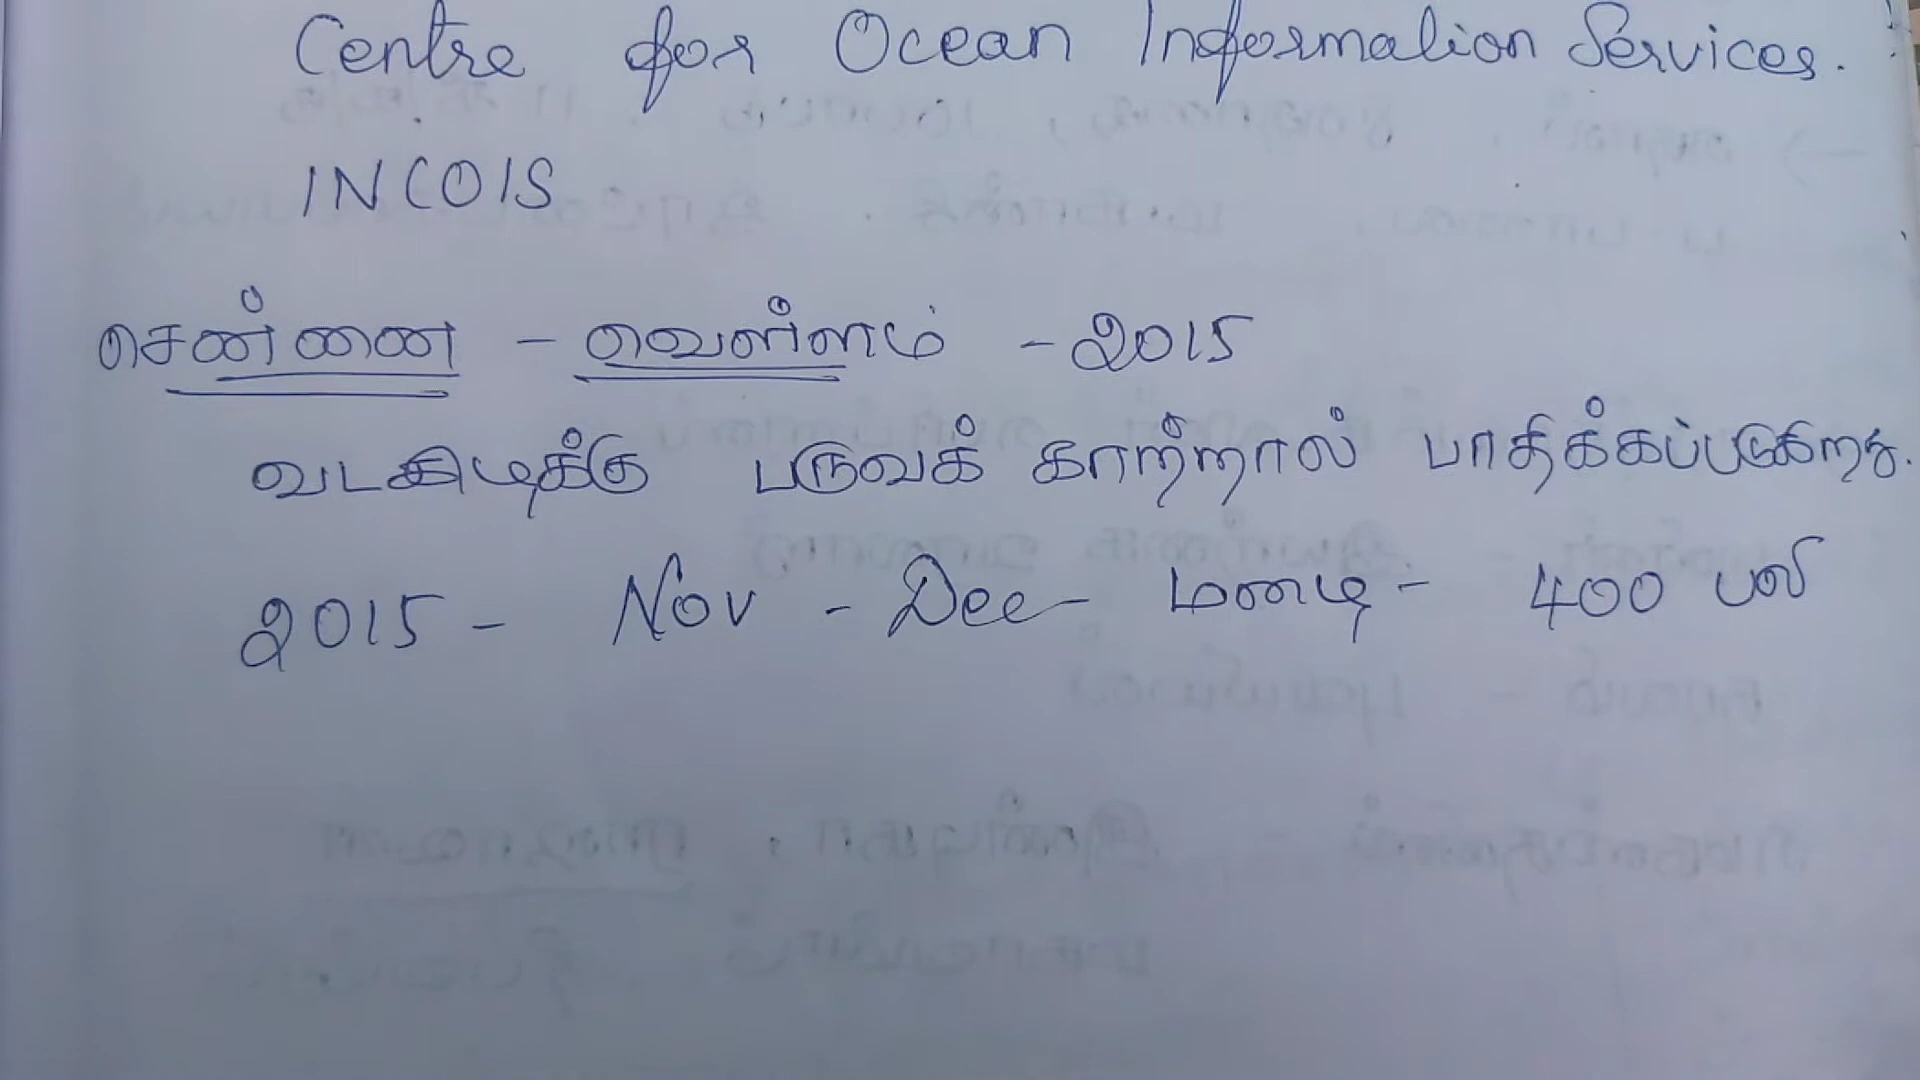 Centre for Ocean Information Services.
INCOIS
சென்னை - வெள்ளம் - 2015
வடகிழக்கு பருவக் காற்றால் பாதிக்கப்படுகிறது.
2015 - Nov - Dec - மழை - 400 பலி